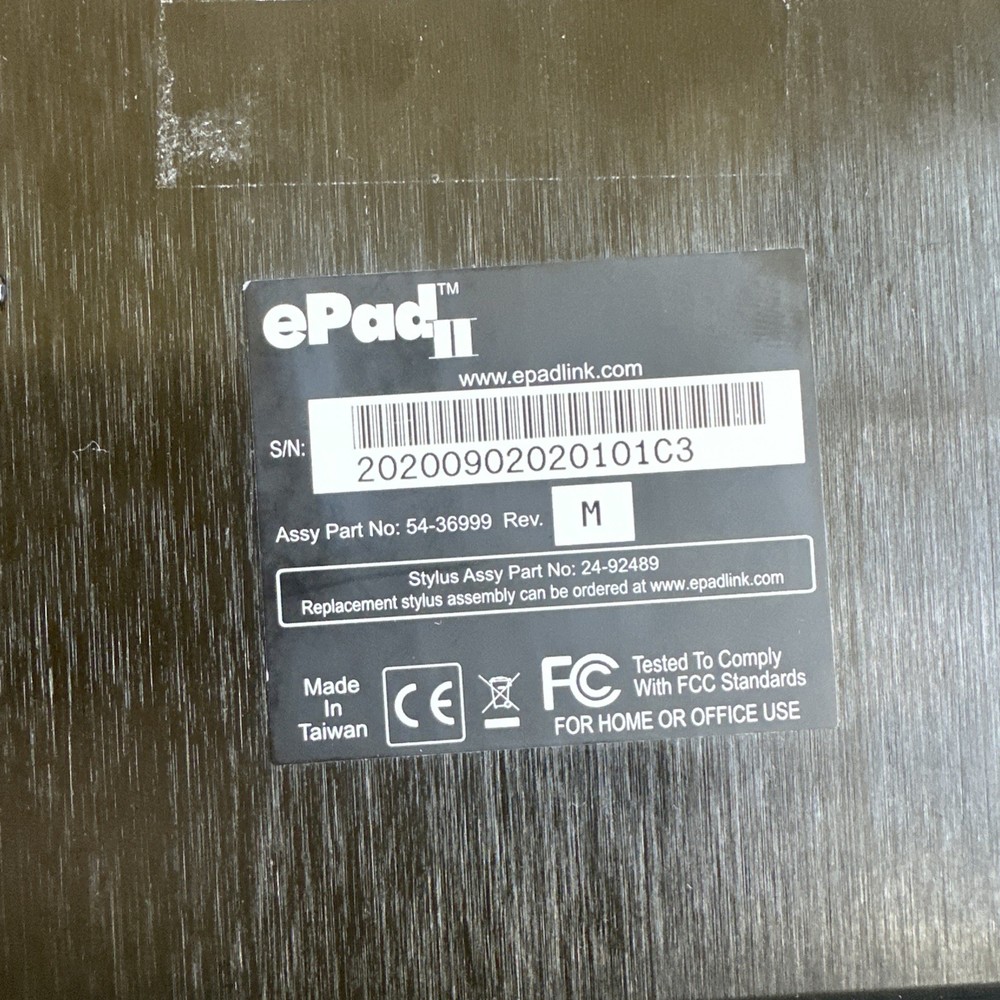 ePad II™
www.epadlink.com
S/N: 20200902020101C3
Assy Part No: 54-36999 Rev. M
Stylus Assy Part No: 24-92489
Replacement stylus assembly can be ordered at www.epadlink.com
Made
In
Taiwan
CE
FC
Tested To Comply
With FCC Standards
FOR HOME OR OFFICE USE